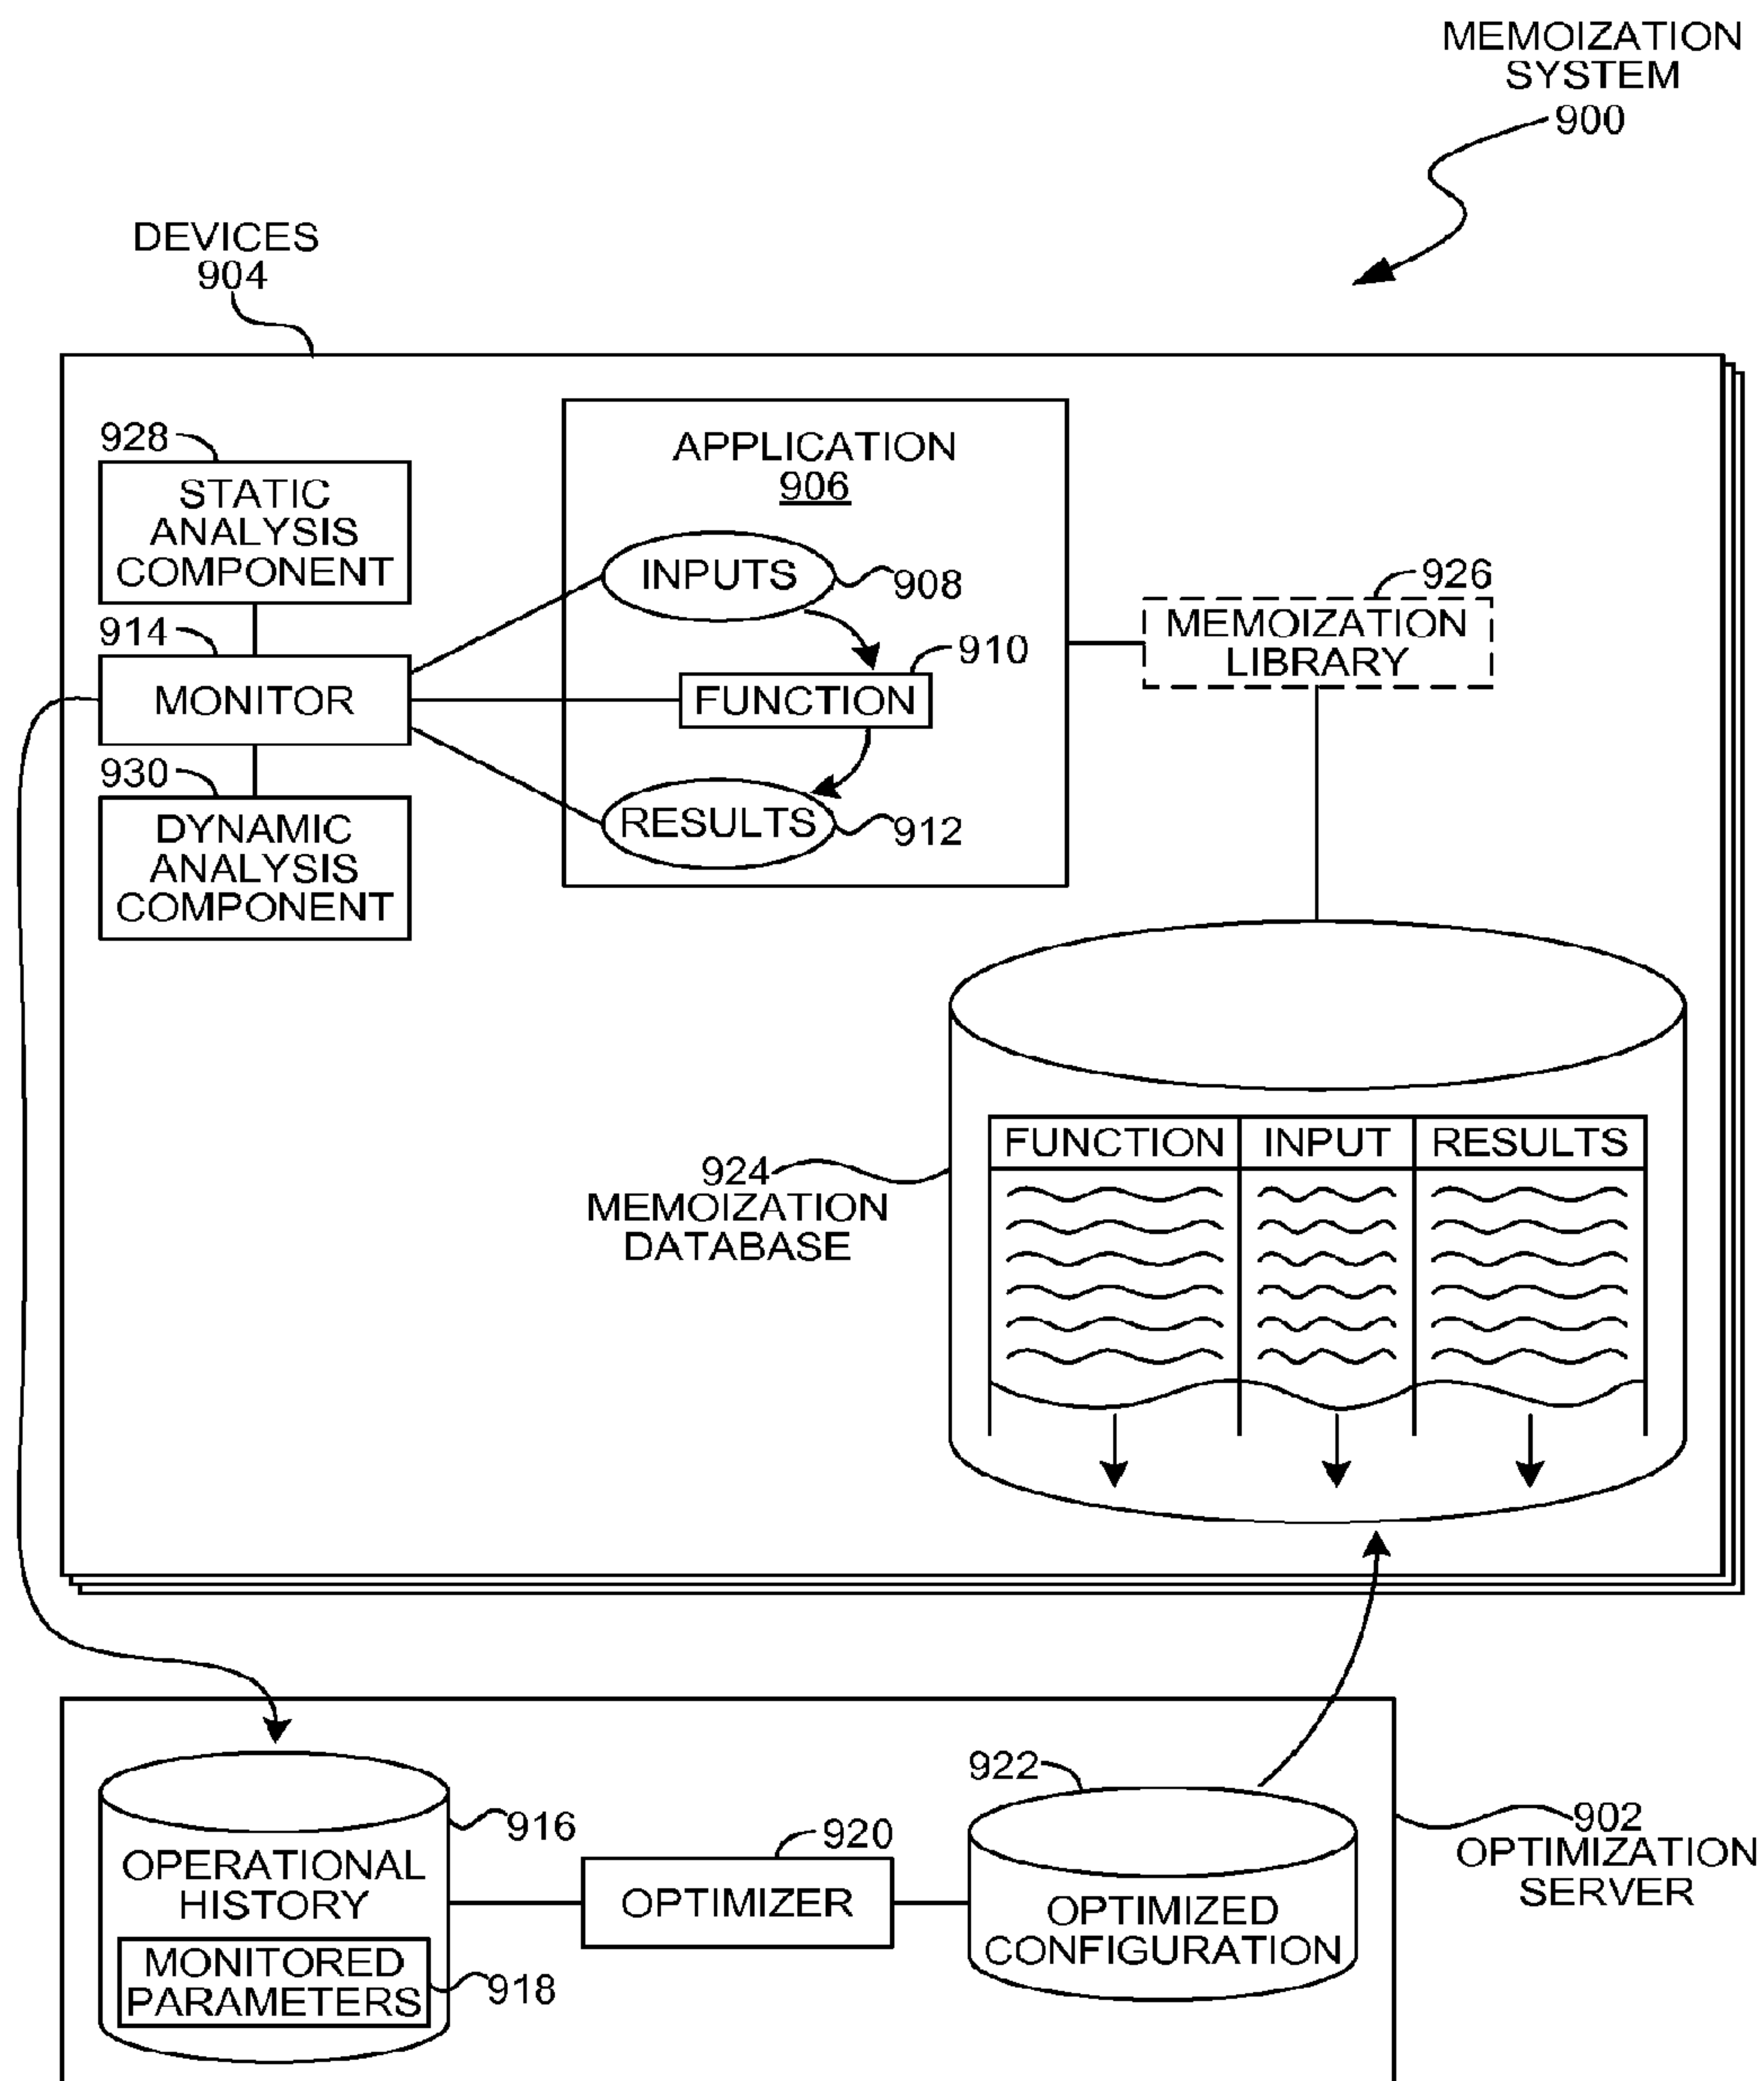 MEMOIZATION
SYSTEM
900
DEVICES
904
928
STATIC
ANALYSIS
COMPONENT
914
MONITOR
930
DYNAMIC
ANALYSIS
COMPONENT
APPLICATION
906
INPUTS
908
910
FUNCTION
RESULTS
912
926
MEMOIZATION
LIBRARY
924
MEMOIZATION
DATABASE
FUNCTION INPUT RESULTS
916
OPERATIONAL
HISTORY
MONITORED
PARAMETERS
918
920
OPTIMIZER
922
OPTIMIZED
CONFIGURATION
902
OPTIMIZATION
SERVER